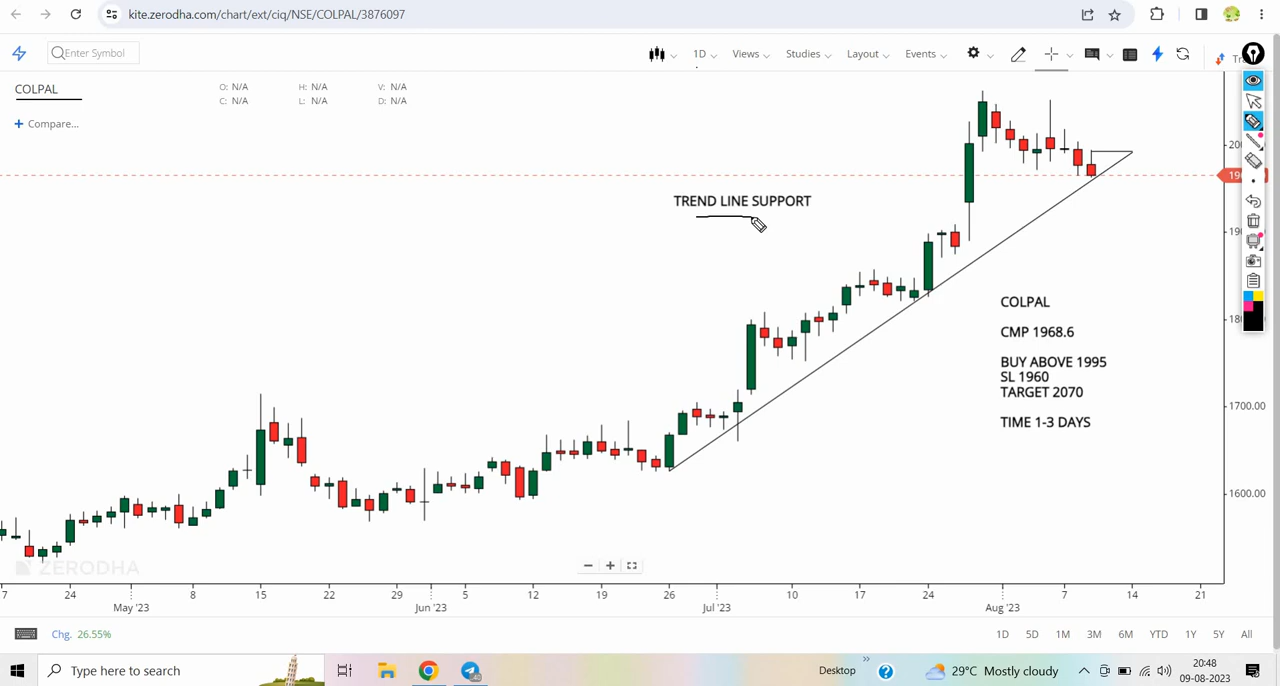 kite.zerodha.com/chart/ext/ciq/NSE/COLPAL/3876097
Enter Symbol
1D
Views
Studies
Layout
Events
COLPAL
O: N/A
H: N/A
V: N/A
C: N/A
L: N/A
D: N/A
+ Compare...
TREND LINE SUPPORT
COLPAL
CMP 1968.6
BUY ABOVE 1995
SL 1960
TARGET 2070
TIME 1-3 DAYS
1700.00
1600.00
ZERODHA
7
24
May '23
8
15
22
29
Jun '23
5
12
19
26
Jul '23
10
17
24
Aug '23
7
14
21
Chg. 26.55%
1D
5D
1M
3M
6M
YTD
1Y
5Y
All
Type here to search
Desktop
29°C Mostly cloudy
20:48
09-08-2023